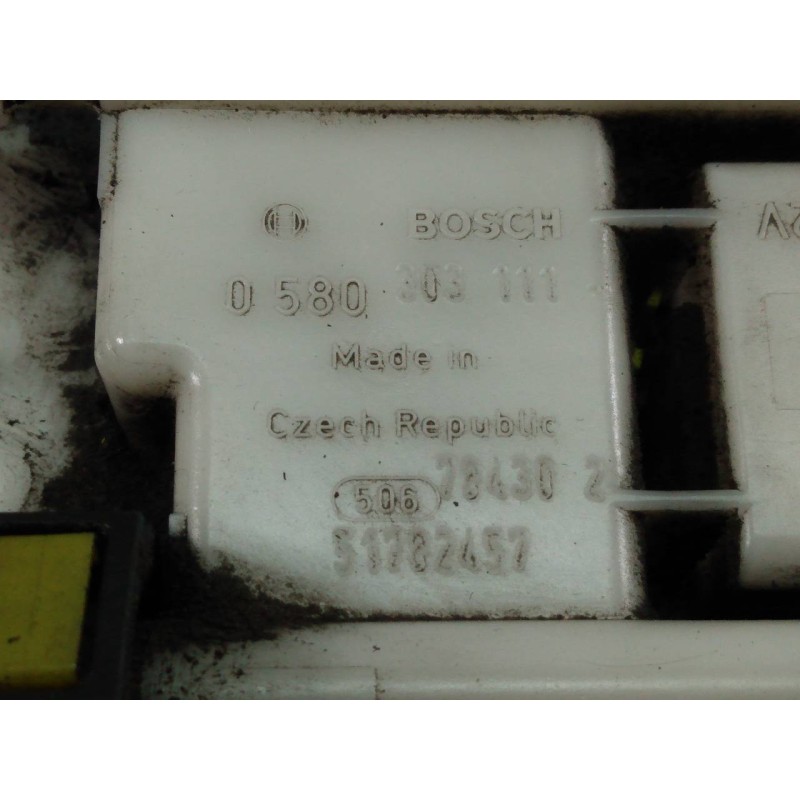 BOSCH
0 580 303 111
Made in
Czech Republic
506 78430 2
51782457